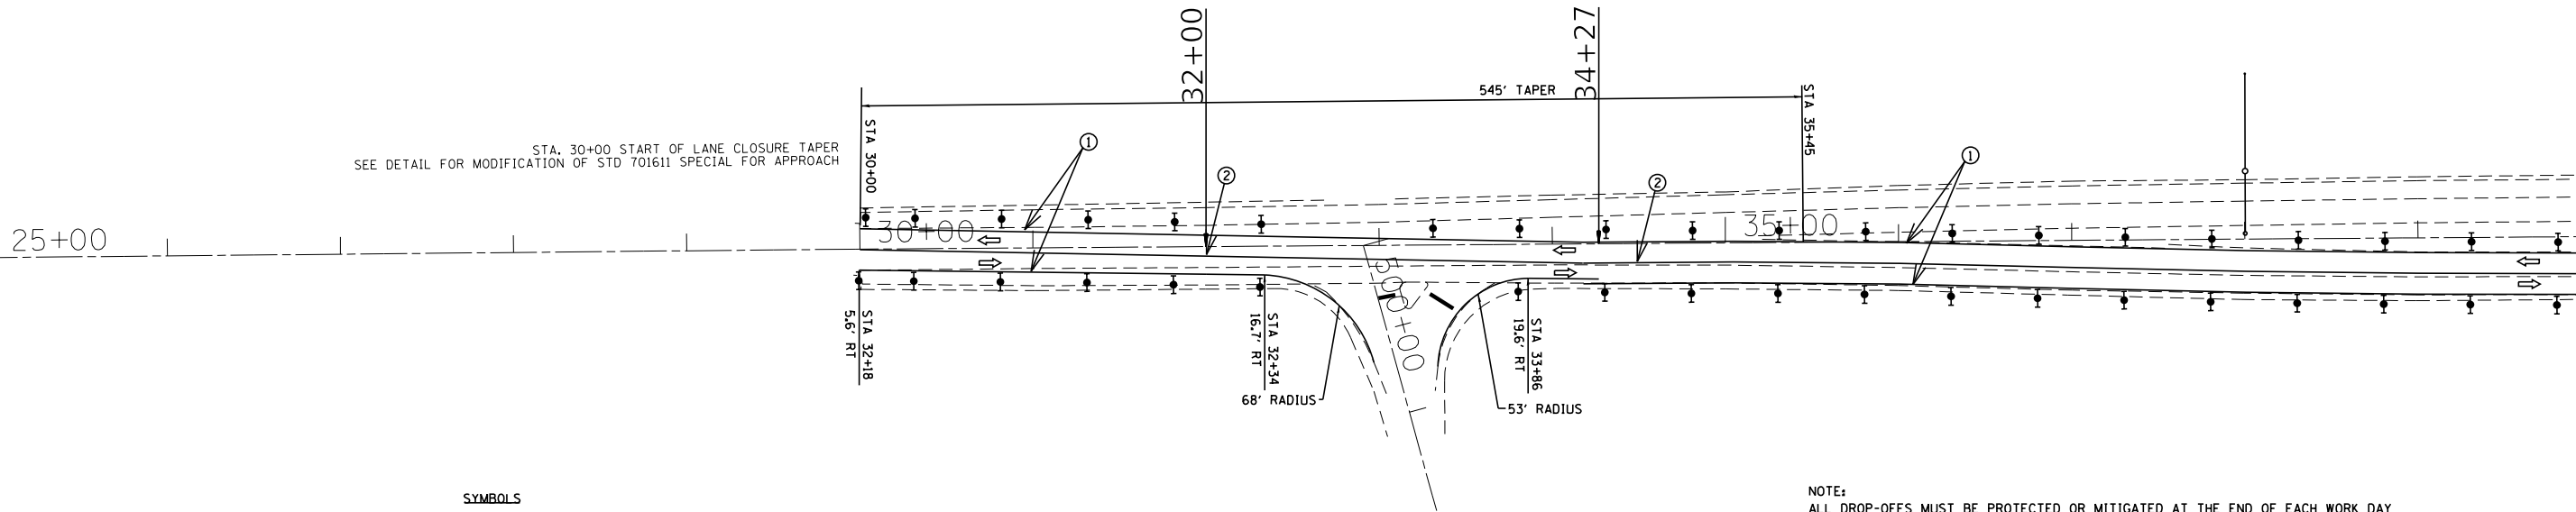 32+00
34+27
545' TAPER
STA 30+00
STA 35+45
STA. 30+00 START OF LANE CLOSURE TAPER
SEE DETAIL FOR MODIFICATION OF STD 701611 SPECIAL FOR APPROACH
1
2
2
1
25+00
30+00
35+00
500+00
STA 32+18
5.6' RT
STA 32+34
16.7' RT
STA 33+86
19.6' RT
68' RADIUS
53' RADIUS
SYMBOLS
NOTE:
ALL DROP-OFFS MUST BE PROTECTED OR MITIGATED AT THE END OF EACH WORK DAY